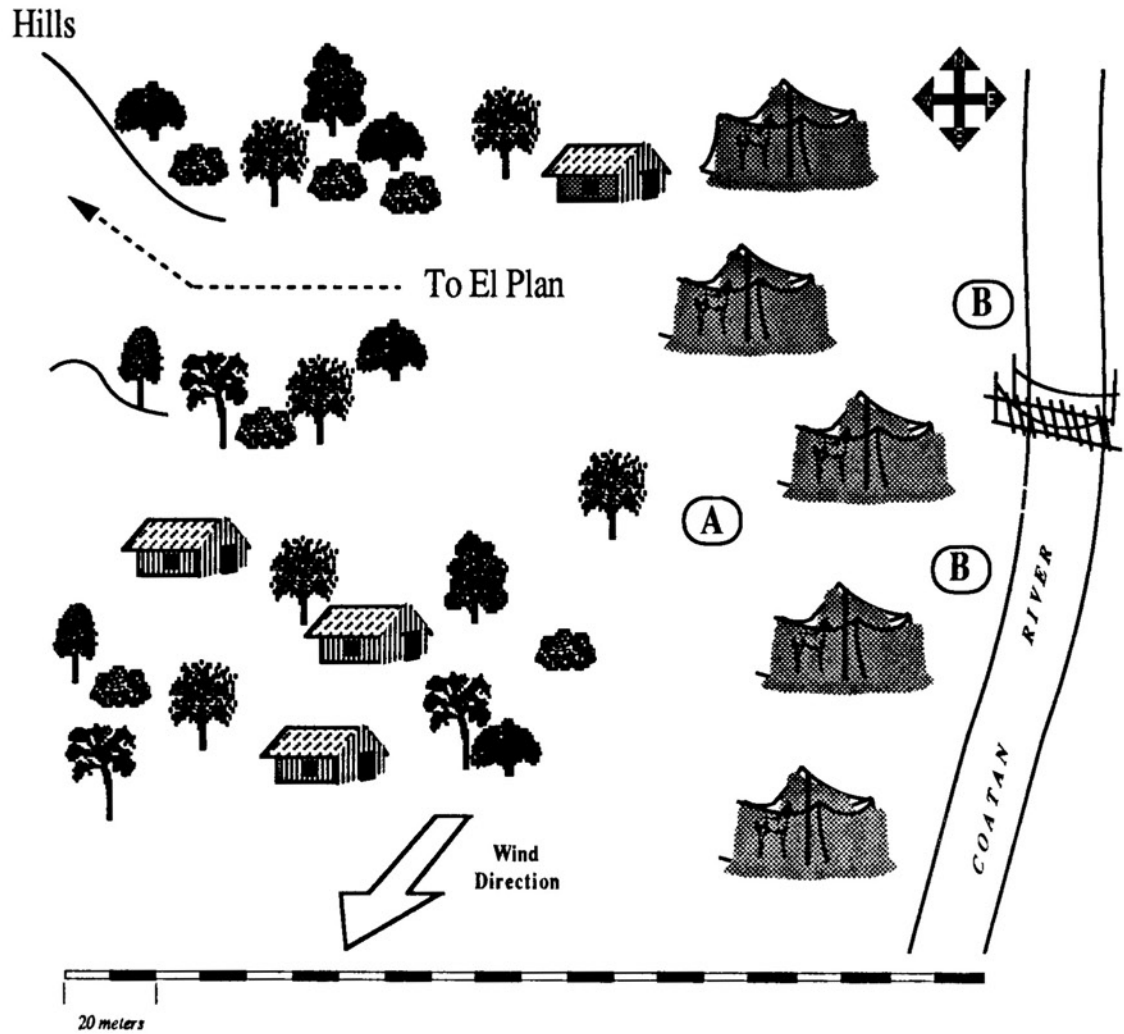 Hills
N
E
To El Plan
B
A
B
RIVER
COATAN
Wind
Direction
20 meters